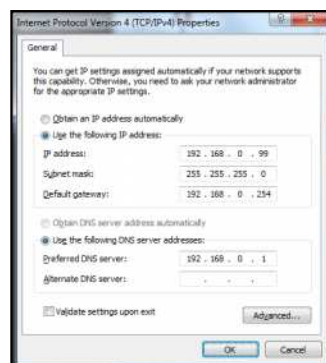 Internet Protocol Version 4 (TCP/IPv4) Properties
General
You can get IP settings assigned automatically if your network supports
this capability. Otherwise, you need to ask your network administrator
for the appropriate IP settings.
Obtain an IP address automatically
Use the following IP address:
IP address: 192 . 168 . 0 . 99
Subnet mask: 255 . 255 . 255 . 0
Default gateway: 192 . 168 . 0 . 254
Obtain DNS server address automatically
Use the following DNS server addresses:
Preferred DNS server: 192 . 168 . 0 . 1
Alternate DNS server: . . .
Validate settings upon exit
Advanced...
OK Cancel